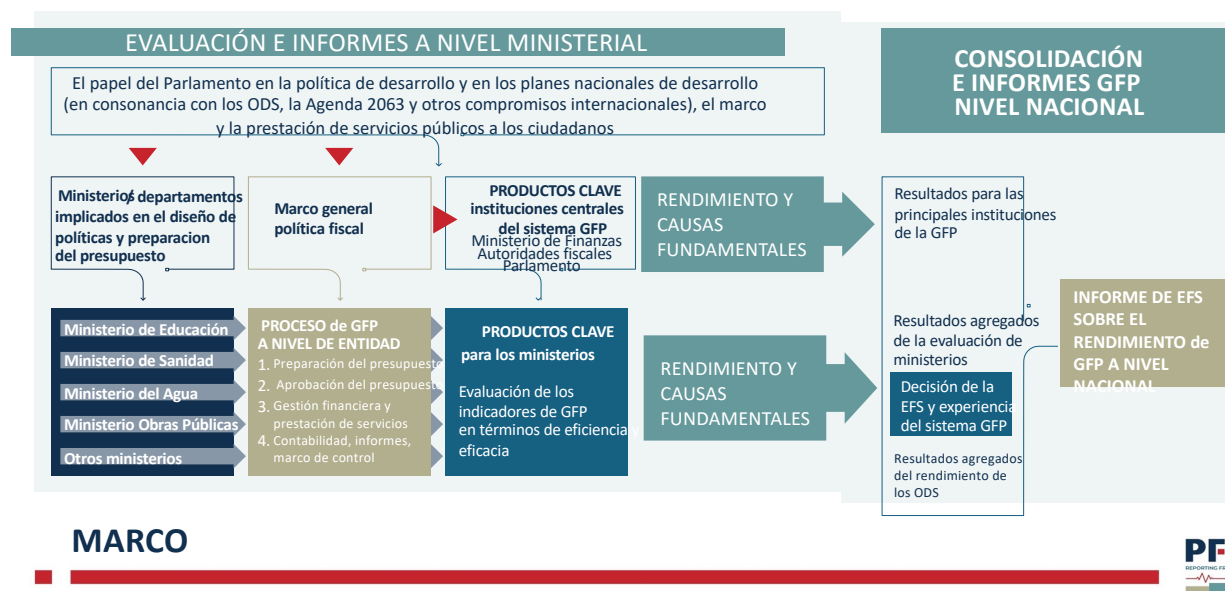 EVALUACIÓN E INFORMES A NIVEL MINISTERIAL
CONSOLIDACIÓN
E INFORMES GFP
NIVEL NACIONAL
El papel del Parlamento en la política de desarrollo y en los planes nacionales de desarrollo
(en consonancia con los ODS, la Agenda 2063 y otros compromisos internacionales), el marco
y la prestación de servicios públicos a los ciudadanos
Ministerios/ departamentos
implicados en el diseño de
políticas y preparacion
del presupuesto
Marco general
política fiscal
PRODUCTOS CLAVE
instituciones centrales
del sistema GFP
Ministerio de Finanzas
Autoridades fiscales
Parlamento
RENDIMIENTO Y
CAUSAS
FUNDAMENTALES
Resultados para las
principales instituciones
de la GFP
Ministerio de Educación
Ministerio de Sanidad
Ministerio del Agua
Ministerio Obras Públicas
Otros ministerios
PROCESO de GFP
A NIVEL DE ENTIDAD
1. Preparación del presupuesto
2. Aprobación del presupuesto
3. Gestión financiera y
prestación de servicios
4. Contabilidad, informes,
marco de control
PRODUCTOS CLAVE
para los ministerios
Evaluación de los
indicadores de GFP
en términos de eficiencia y
eficacia
RENDIMIENTO Y
CAUSAS
FUNDAMENTALES
Resultados agregados
de la evaluación de
ministerios
Decisión de la
EFS y experiencia
del sistema GFP
Resultados agregados
del rendimiento de
los ODS
INFORME DE EFS
SOBRE EL
RENDIMIENTO de
GFP A NIVEL
NACIONAL
MARCO
PF
REPORTING FR